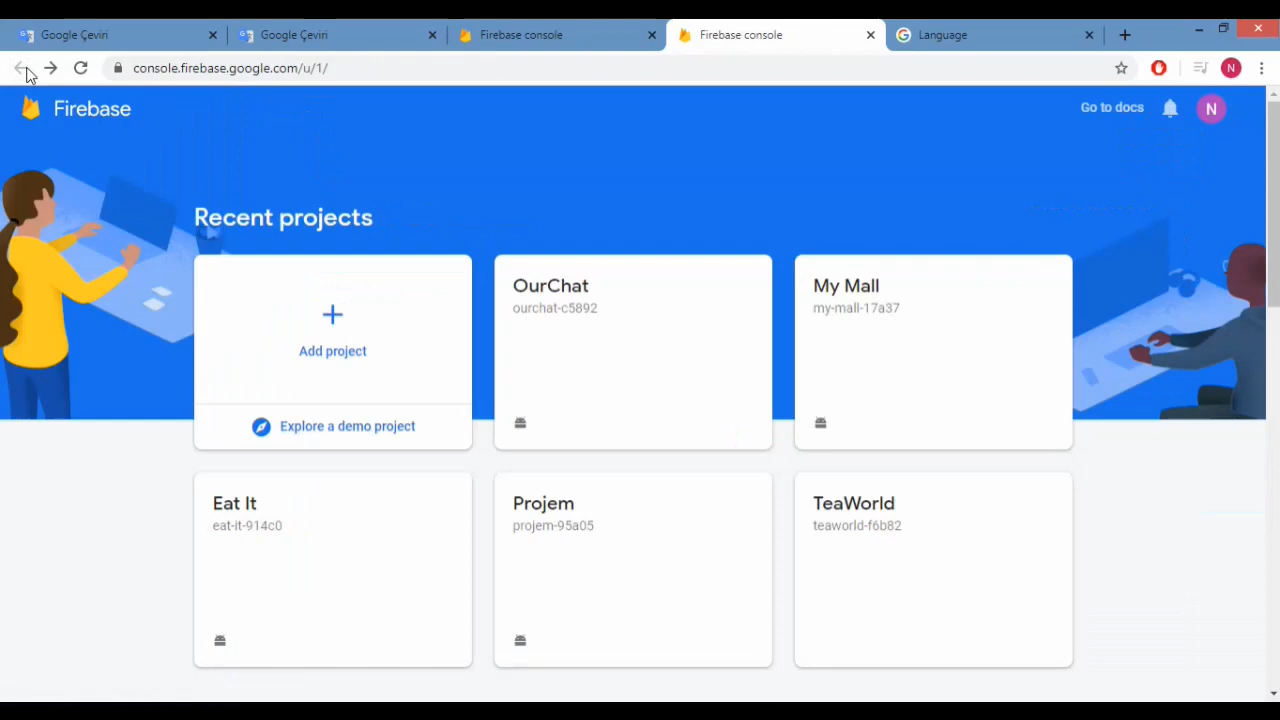 Google Çeviri
Google Çeviri
Firebase console
Firebase console
Language
console.firebase.google.com/u/1/
N
Firebase
Go to docs
N
Recent projects
Add project
Explore a demo project
OurChat
ourchat-c5892
My Mall
my-mall-17a37
Eat It
eat-it-914c0
Projem
projem-95a05
TeaWorld
teaworld-f6b82